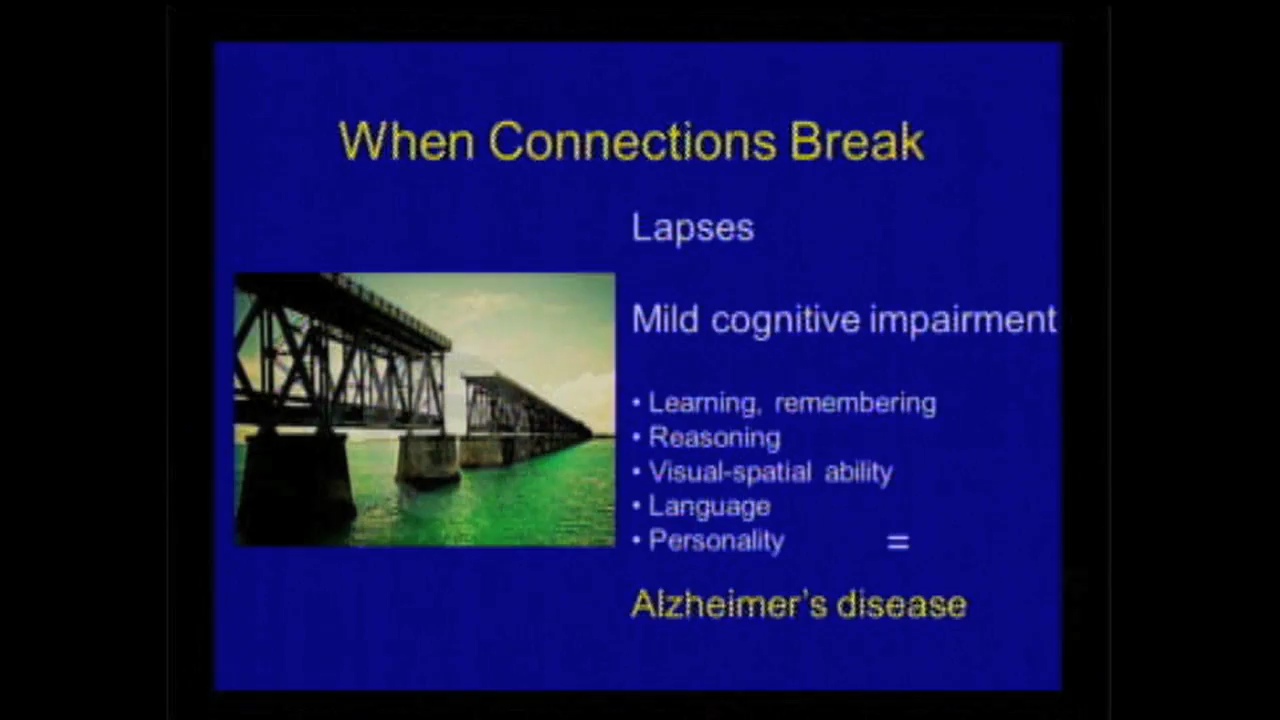 When Connections Break
Lapses
Mild cognitive impairment
• Learning, remembering
• Reasoning
• Visual-spatial ability
• Language
• Personality =
Alzheimer's disease